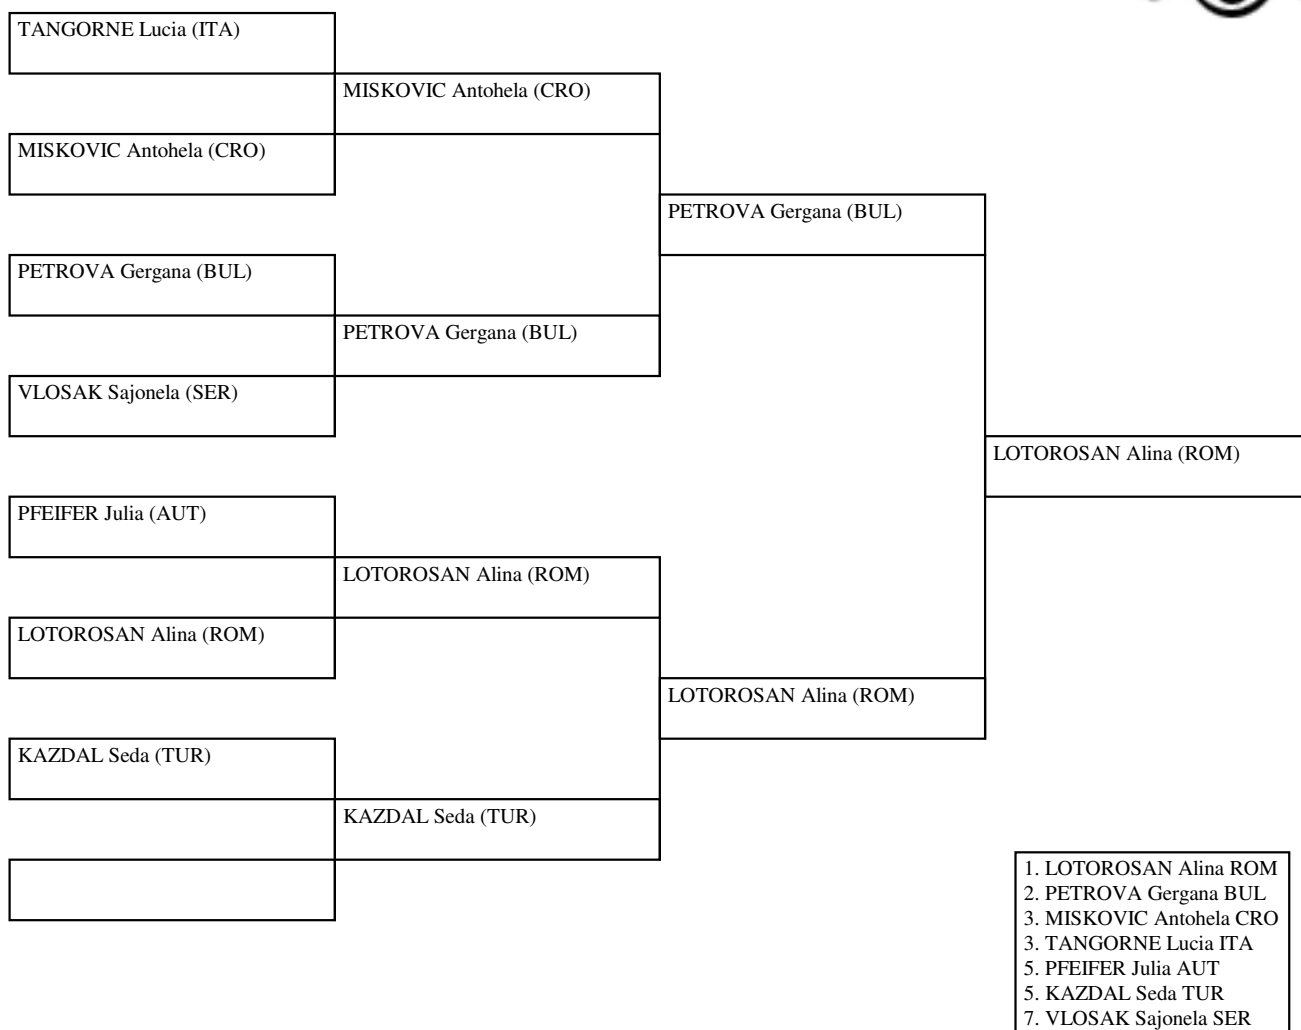 TANGORNE Lucia (ITA)
MISKOVIC Antohela (CRO)
MISKOVIC Antohela (CRO)
PETROVA Gergana (BUL)
PETROVA Gergana (BUL)
PETROVA Gergana (BUL)
VLOSAK Sajonela (SER)
LOTOROSAN Alina (ROM)
PFEIFER Julia (AUT)
LOTOROSAN Alina (ROM)
LOTOROSAN Alina (ROM)
LOTOROSAN Alina (ROM)
KAZDAL Seda (TUR)
KAZDAL Seda (TUR)
1. LOTOROSAN Alina ROM
2. PETROVA Gergana BUL
3. MISKOVIC Antohela CRO
3. TANGORNE Lucia ITA
5. PFEIFER Julia AUT
5. KAZDAL Seda TUR
7. VLOSAK Sajonela SER